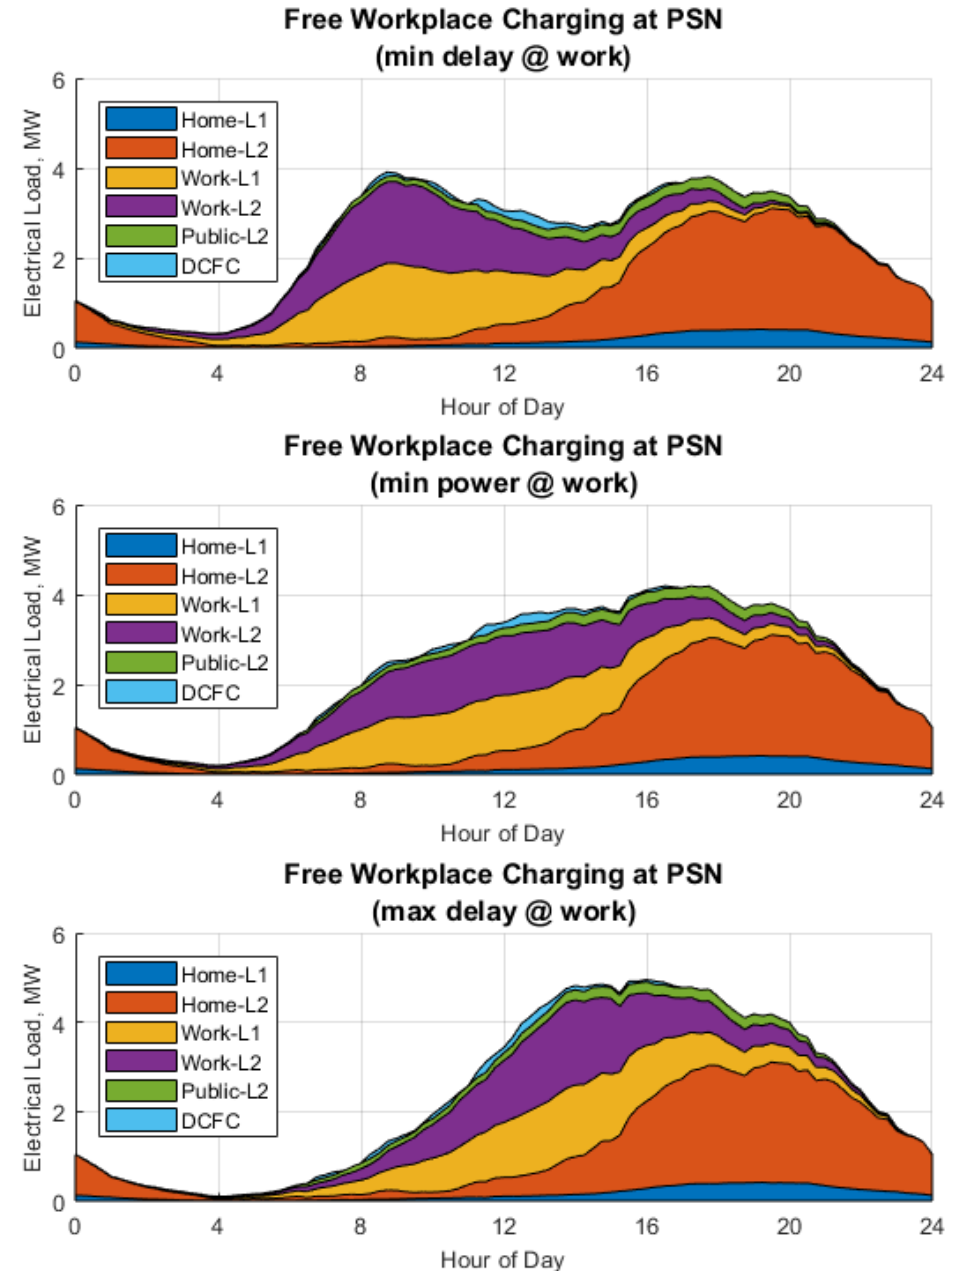 Free Workplace Charging at PSN
(min delay @ work)
Electrical Load, MW
6
4
2
0
Home-L1
Home-L2
Work-L1
Work-L2
Public-L2
DCFC
0 4 8 12 16 20 24
Hour of Day
Free Workplace Charging at PSN
(min power @ work)
Electrical Load, MW
6
4
2
0
Home-L1
Home-L2
Work-L1
Work-L2
Public-L2
DCFC
0 4 8 12 16 20 24
Hour of Day
Free Workplace Charging at PSN
(max delay @ work)
Electrical Load, MW
6
4
2
0
Home-L1
Home-L2
Work-L1
Work-L2
Public-L2
DCFC
0 4 8 12 16 20 24
Hour of Day